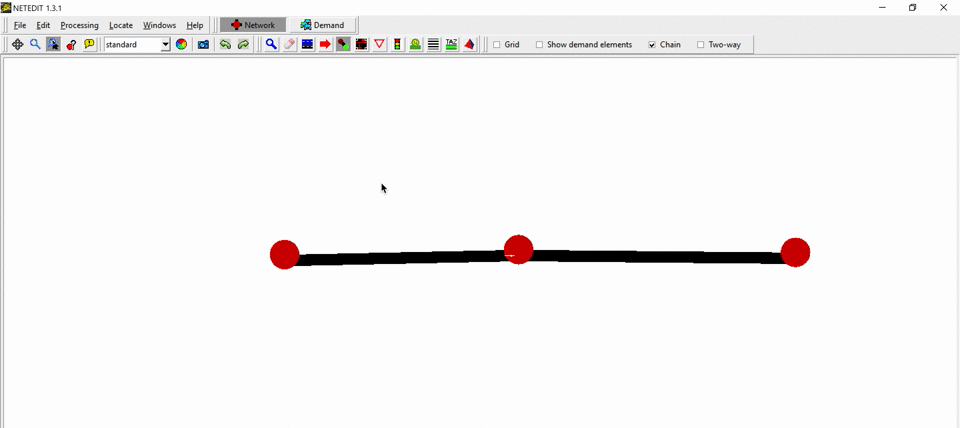 NETEDIT 1.3.1
File Edit Processing Locate Windows Help Network Demand
standard TAZ Grid Show demand elements Chain Two-way